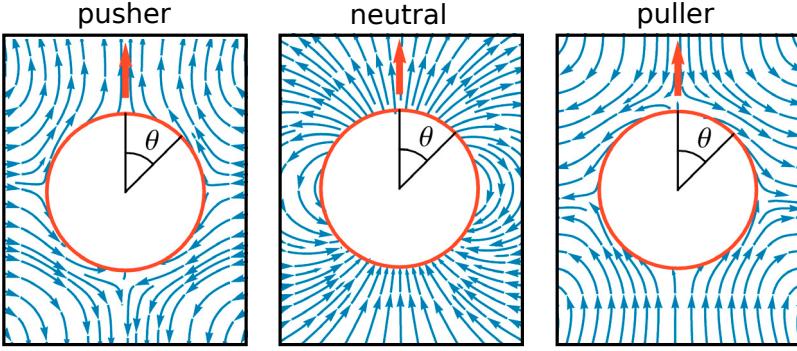 pusher
neutral
puller
θ
θ
θ